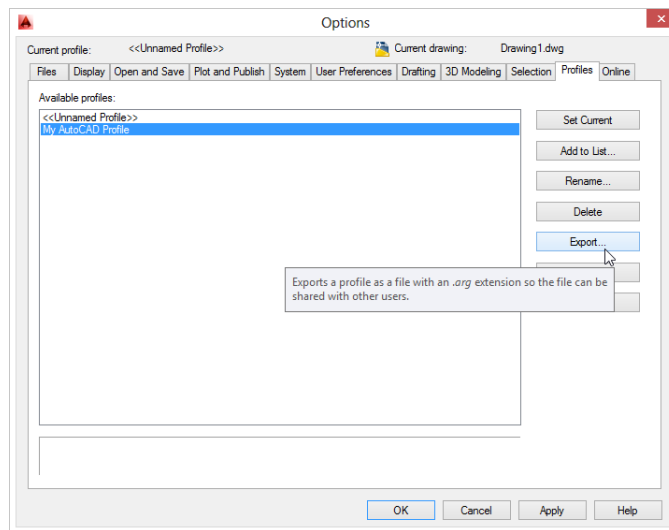 Options
Current profile: <<Unnamed Profile>> Current drawing: Drawing1.dwg
Files Display Open and Save Plot and Publish System User Preferences Drafting 3D Modeling Selection Profiles Online
Available profiles:
<<Unnamed Profile>>
My AutoCAD Profile
Set Current
Add to List...
Rename...
Delete
Export...
Exports a profile as a file with an .arg extension so the file can be
shared with other users.
OK Cancel Apply Help